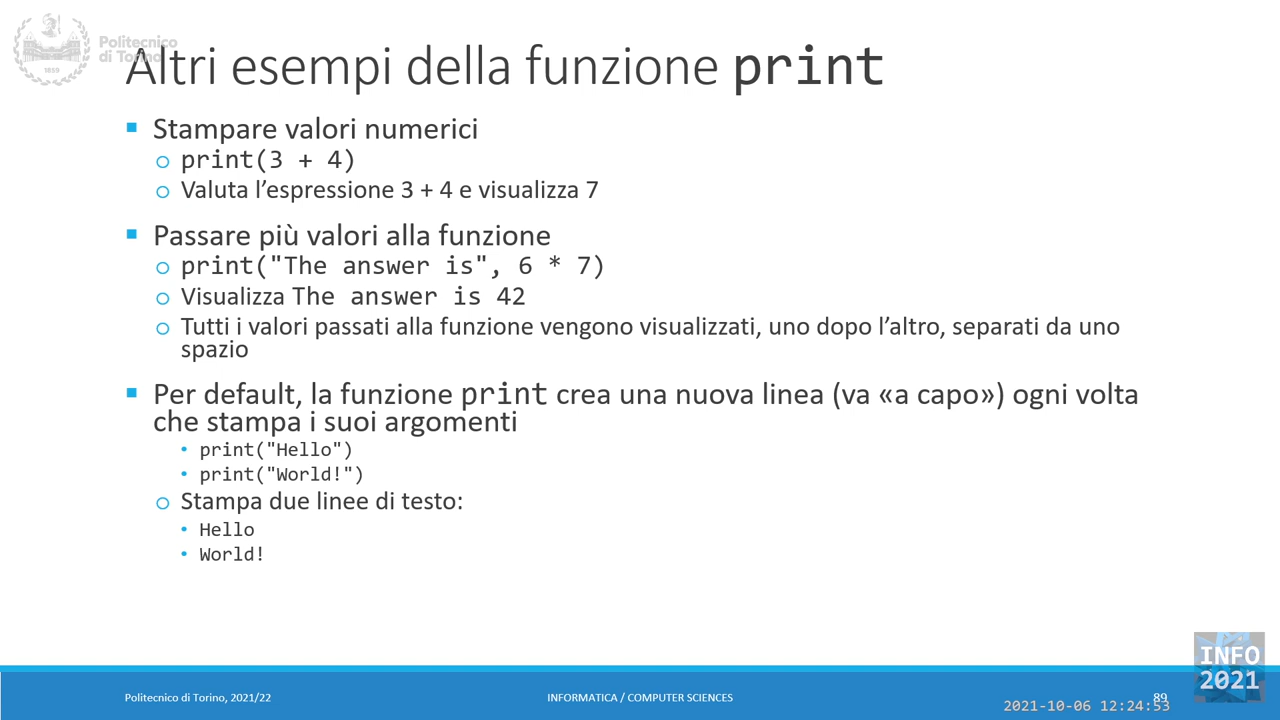 Politecnico
di Torino
1859
Altri esempi della funzione print
Stampare valori numerici
print(3 + 4)
Valuta l’espressione 3 + 4 e visualizza 7
Passare più valori alla funzione
print("The answer is", 6 * 7)
Visualizza The answer is 42
Tutti i valori passati alla funzione vengono visualizzati, uno dopo l’altro, separati da uno
spazio
Per default, la funzione print crea una nuova linea (va «a capo») ogni volta
che stampa i suoi argomenti
print("Hello")
print("World!")
Stampa due linee di testo:
Hello
World!
INFO
2021
Politecnico di Torino, 2021/22
INFORMATICA / COMPUTER SCIENCES
89
2021-10-06 12:24:53